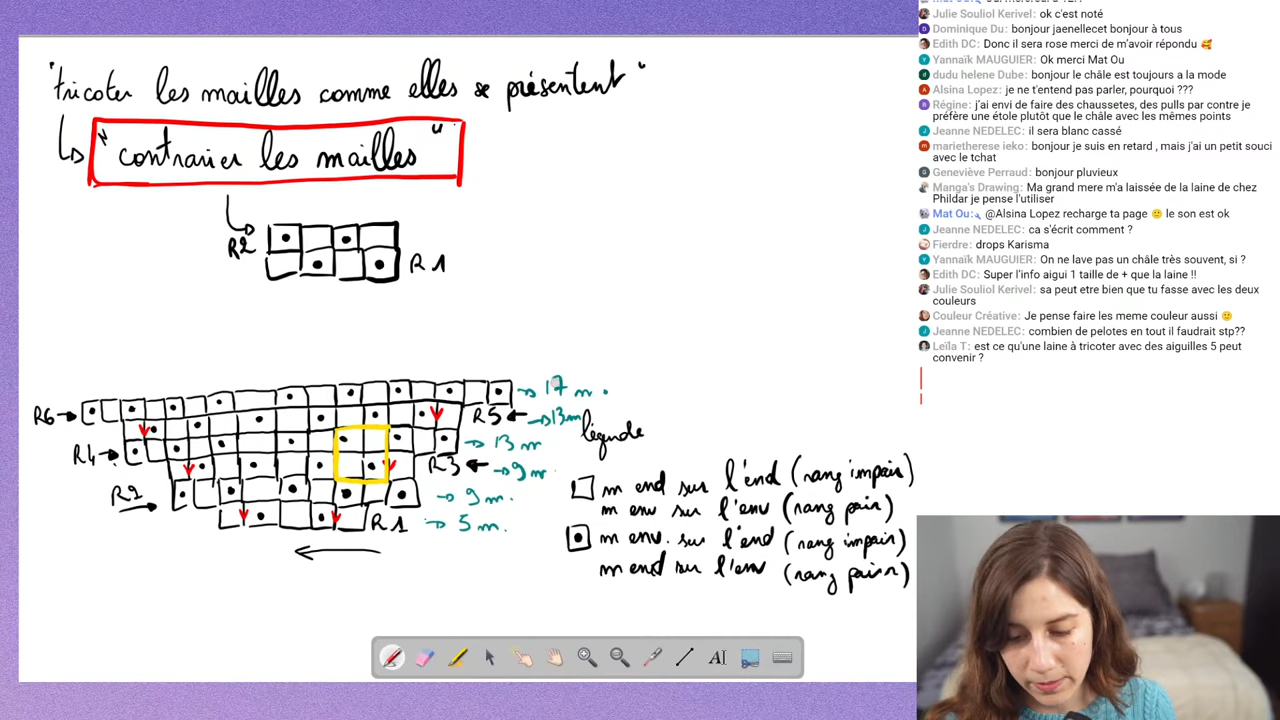 "tricoter les mailles comme elles se présentent"
"contrarier les mailles"
R2
R1
R6
17 m.
R5
13m
légende
R4
13 m
R3
9 m.
R2
9 m.
R1
5 m.
m end sur l'end (rang impair)
m env sur l'env (rang pair)
m env. sur l'end (rang impair)
m end sur l'env (rang pair)
AI
Julie Souliol Kerivel: ok c'est noté
Dominique Du: bonjour jaenellecet bonjour à tous
Edith DC: Donc il sera rose merci de m'avoir répondu 🥰
Yannaïk MAUGUIER: Ok merci Mat Ou
dudu helene Dube: bonjour le châle est toujours a la mode
Alsina Lopez: je ne t'entend pas parler, pourquoi ???
Régine: j'ai envi de faire des chaussetes, des pulls par contre je
préfère une étole plutôt que le châle avec les mêmes points
Jeanne NEDELEC: il sera blanc cassé
marietherese ieko: bonjour je suis en retard , mais j'ai un petit souci
avec le tchat
Geneviève Perraud: bonjour pluvieux
Manga's Drawing: Ma grand mere m'a laissée de la laine de chez
Phildar je pense l'utiliser
Mat Ou: @Alsina Lopez recharge ta page 🙂 le son est ok
Jeanne NEDELEC: ca s'écrit comment ?
Fierdre: drops Karisma
Yannaïk MAUGUIER: On ne lave pas un châle très souvent, si ?
Edith DC: Super l'info aigui 1 taille de + que la laine !!
Julie Souliol Kerivel: sa peut etre bien que tu fasse avec les deux
couleurs
Couleur Créative: Je pense faire les meme couleur aussi 🙂
Jeanne NEDELEC: combien de pelotes en tout il faudrait stp??
Leïla T: est ce qu'une laine à tricoter avec des aiguilles 5 peut
convenir ?